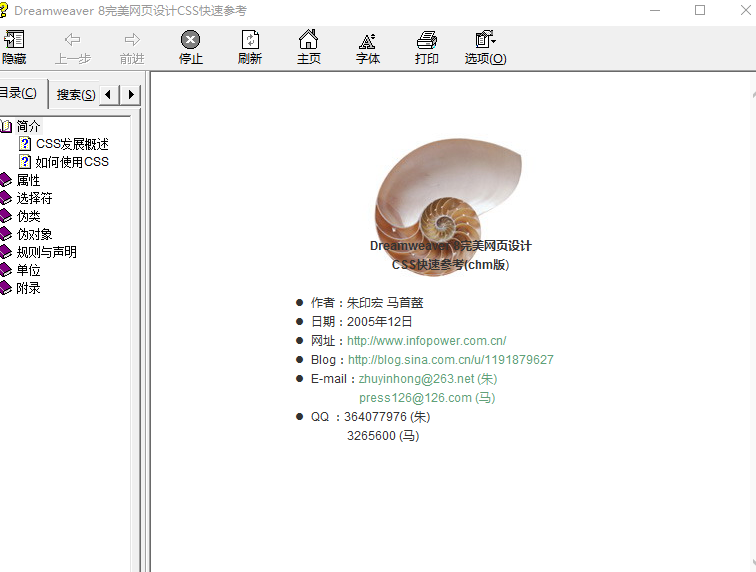 Dreamweaver 8完美网页设计CSS快速参考
隐藏 上一步 前进 停止 刷新 主页 字体 打印 选项(O)
目录(C) 搜索(S)
简介
CSS发展概述
如何使用CSS
属性
选择符
伪类
伪对象
规则与声明
单位
附录
Dreamweaver 8完美网页设计
CSS快速参考(chm版)
作者：朱印宏 马首鳌
日期：2005年12日
网址：http://www.infopower.com.cn/
Blog：http://blog.sina.com.cn/u/1191879627
E-mail：zhuyinhong@263.net (朱)
press126@126.com (马)
QQ ：364077976 (朱)
3265600 (马)